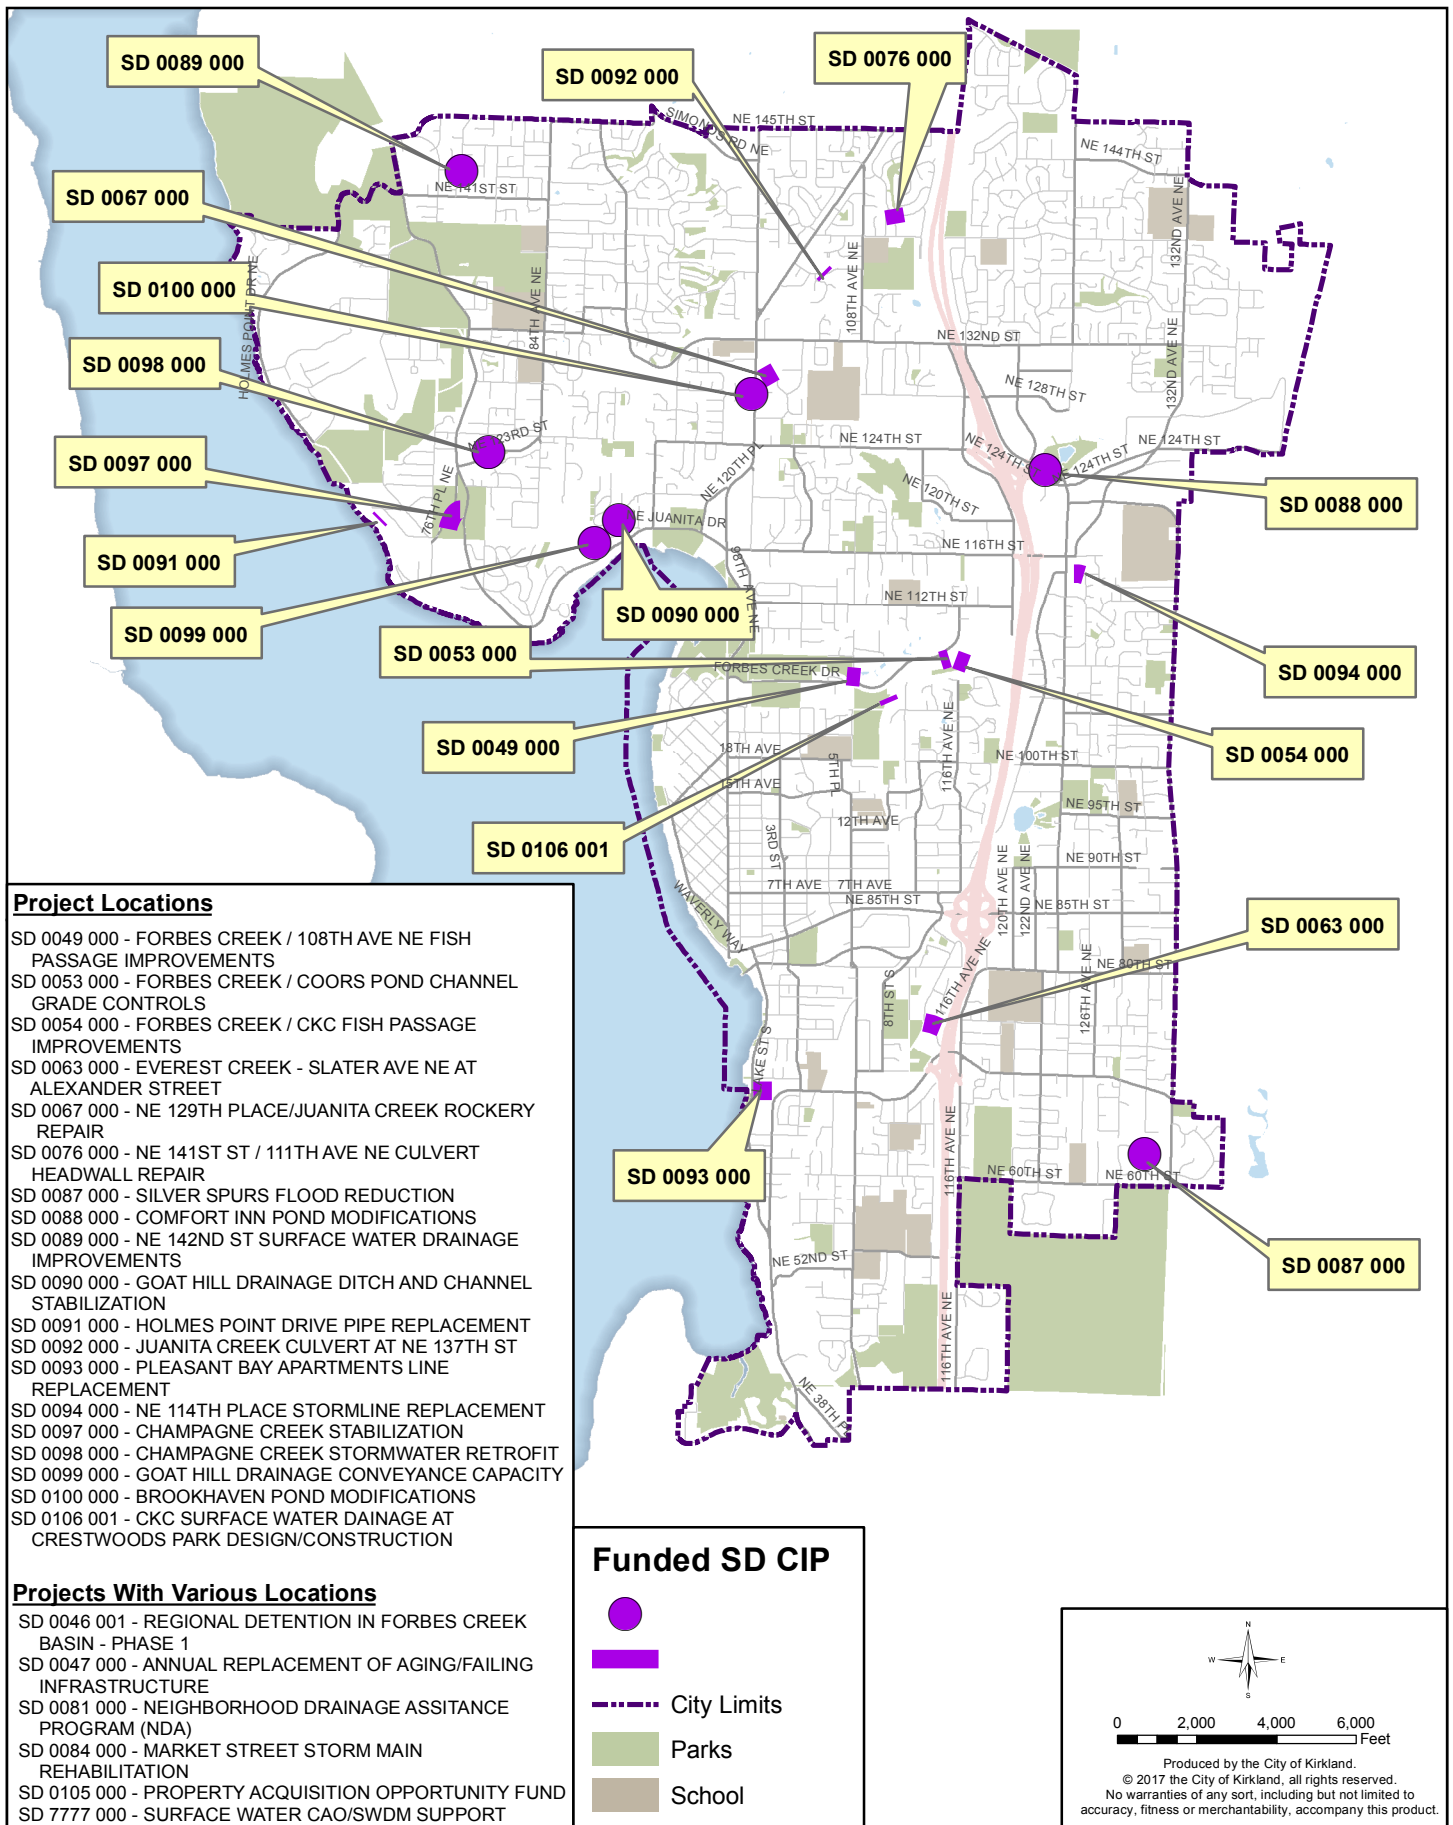 SD 0089 000
SD 0092 000
SD 0076 000
SIMONDS RD NE
NE 145TH ST
NE 144TH ST
SD 0067 000
NE 141ST ST
132ND AVE NE
SD 0100 000
HOLMES POINT DR NE
84TH AVE NE
108TH AVE NE
NE 132ND ST
SD 0098 000
NE 128TH ST
132ND AVE NE
NE 123RD ST
NE 124TH ST
NE 124TH ST
NE 124TH ST
NE 124TH ST
SD 0097 000
76TH PL NE
NE 120TH PL
NE 120TH ST
SD 0088 000
NE JUANITA DR
NE 116TH ST
SD 0091 000
98TH AVE NE
NE 112TH ST
SD 0099 000
SD 0090 000
SD 0053 000
FORBES CREEK DR
SD 0094 000
SD 0049 000
116TH AVE NE
18TH AVE
5TH PL
NE 100TH ST
SD 0054 000
15TH AVE
NE 95TH ST
12TH AVE
3RD ST
SD 0106 001
NE 90TH ST
120TH AVE NE
122ND AVE NE
7TH AVE
7TH AVE
NE 85TH ST
NE 85TH ST
WAVERLY WAY
SD 0063 000
116TH AVE NE
126TH AVE NE
NE 80TH ST
8TH ST S
LAKE ST S
SD 0093 000
116TH AVE NE
NE 60TH ST
NE 60TH ST
NE 52ND ST
SD 0087 000
116TH AVE NE
NE 38TH PL
Project Locations
SD 0049 000 - FORBES CREEK / 108TH AVE NE FISH
PASSAGE IMPROVEMENTS
SD 0053 000 - FORBES CREEK / COORS POND CHANNEL
GRADE CONTROLS
SD 0054 000 - FORBES CREEK / CKC FISH PASSAGE
IMPROVEMENTS
SD 0063 000 - EVEREST CREEK - SLATER AVE NE AT
ALEXANDER STREET
SD 0067 000 - NE 129TH PLACE/JUANITA CREEK ROCKERY
REPAIR
SD 0076 000 - NE 141ST ST / 111TH AVE NE CULVERT
HEADWALL REPAIR
SD 0087 000 - SILVER SPURS FLOOD REDUCTION
SD 0088 000 - COMFORT INN POND MODIFICATIONS
SD 0089 000 - NE 142ND ST SURFACE WATER DRAINAGE
IMPROVEMENTS
SD 0090 000 - GOAT HILL DRAINAGE DITCH AND CHANNEL
STABILIZATION
SD 0091 000 - HOLMES POINT DRIVE PIPE REPLACEMENT
SD 0092 000 - JUANITA CREEK CULVERT AT NE 137TH ST
SD 0093 000 - PLEASANT BAY APARTMENTS LINE
REPLACEMENT
SD 0094 000 - NE 114TH PLACE STORMLINE REPLACEMENT
SD 0097 000 - CHAMPAGNE CREEK STABILIZATION
SD 0098 000 - CHAMPAGNE CREEK STORMWATER RETROFIT
SD 0099 000 - GOAT HILL DRAINAGE CONVEYANCE CAPACITY
SD 0100 000 - BROOKHAVEN POND MODIFICATIONS
SD 0106 001 - CKC SURFACE WATER DAINAGE AT
CRESTWOODS PARK DESIGN/CONSTRUCTION
Projects With Various Locations
SD 0046 001 - REGIONAL DETENTION IN FORBES CREEK
BASIN - PHASE 1
SD 0047 000 - ANNUAL REPLACEMENT OF AGING/FAILING
INFRASTRUCTURE
SD 0081 000 - NEIGHBORHOOD DRAINAGE ASSITANCE
PROGRAM (NDA)
SD 0084 000 - MARKET STREET STORM MAIN
REHABILITATION
SD 0105 000 - PROPERTY ACQUISITION OPPORTUNITY FUND
SD 7777 000 - SURFACE WATER CAO/SWDM SUPPORT
Funded SD CIP
City Limits
Parks
School
N
W E
S
0 2,000 4,000 6,000
Feet
Produced by the City of Kirkland.
© 2017 the City of Kirkland, all rights reserved.
No warranties of any sort, including but not limited to
accuracy, fitness or merchantability, accompany this product.